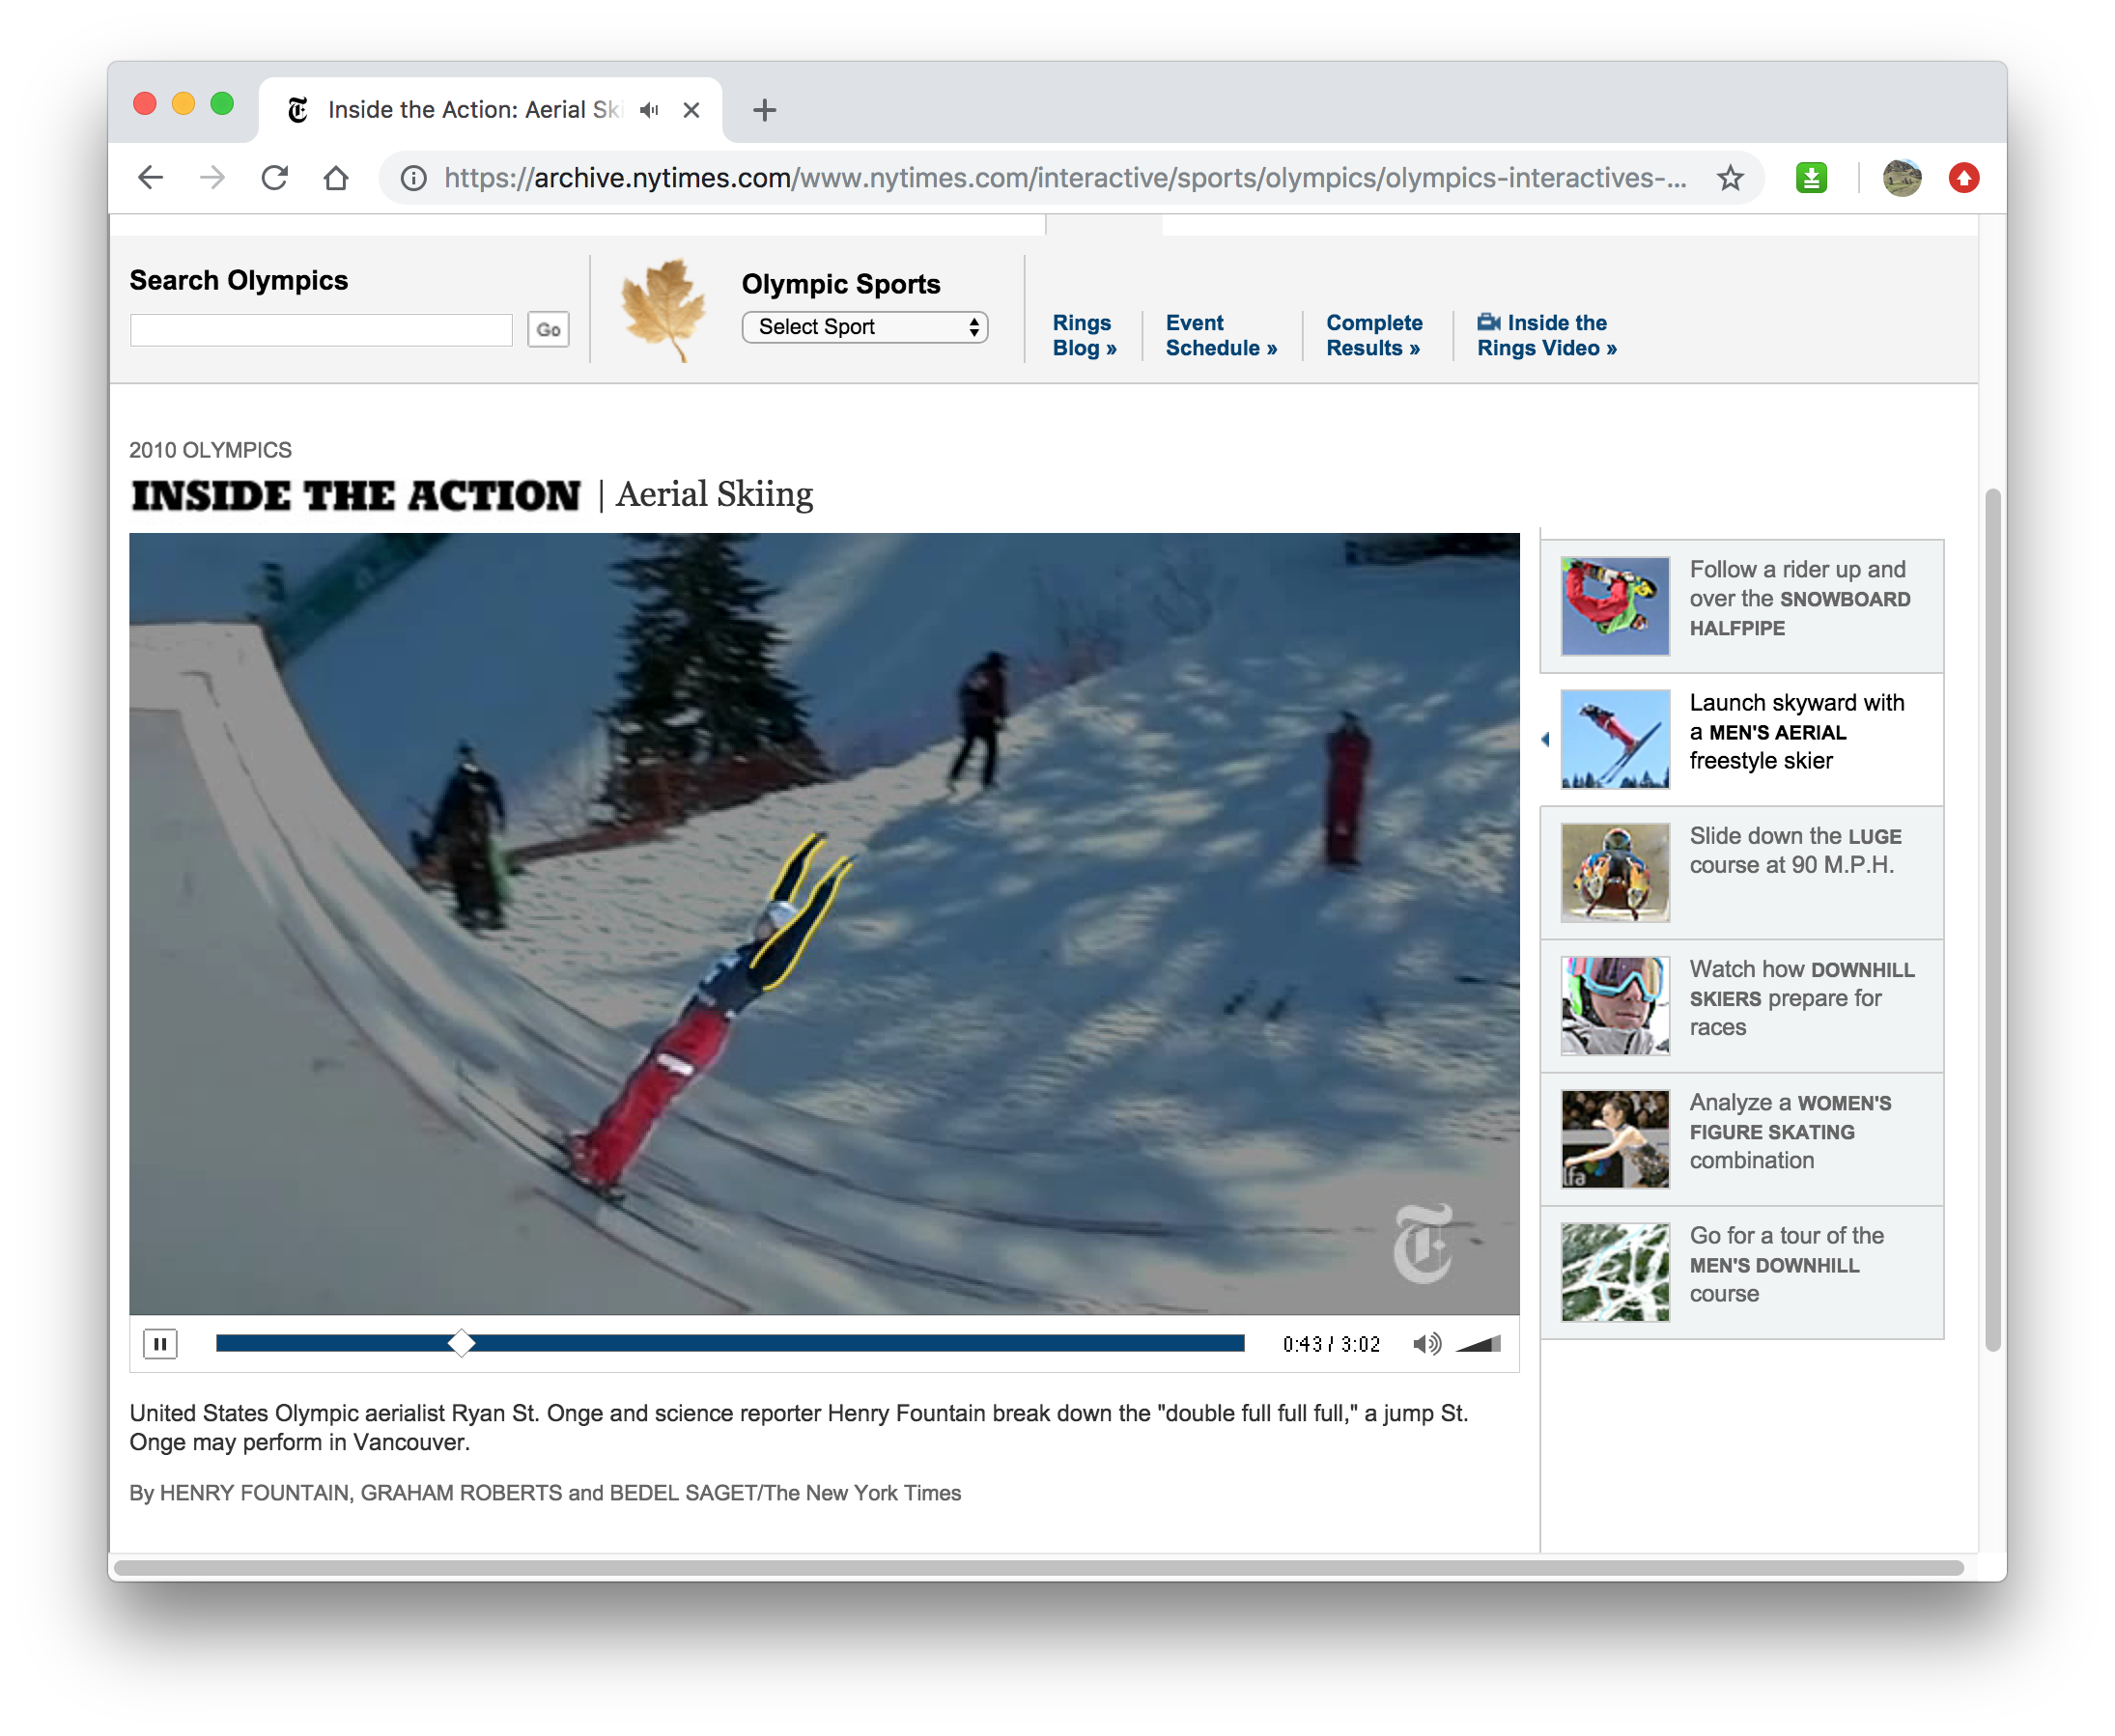 Inside the Action: Aerial Ski
https://archive.nytimes.com/www.nytimes.com/interactive/sports/olympics/olympics-interactives-...
Search Olympics
Go
Olympic Sports
Select Sport
Rings
Blog »
Event
Schedule »
Complete
Results »
Inside the
Rings Video »
2010 OLYMPICS
INSIDE THE ACTION | Aerial Skiing
Follow a rider up and
over the SNOWBOARD
HALFPIPE
Launch skyward with
a MEN'S AERIAL
freestyle skier
Slide down the LUGE
course at 90 M.P.H.
Watch how DOWNHILL
SKIERS prepare for
races
Analyze a WOMEN'S
FIGURE SKATING
combination
Go for a tour of the
MEN'S DOWNHILL
course
0:43 / 3:02
United States Olympic aerialist Ryan St. Onge and science reporter Henry Fountain break down the "double full full full," a jump St.
Onge may perform in Vancouver.
By HENRY FOUNTAIN, GRAHAM ROBERTS and BEDEL SAGET/The New York Times